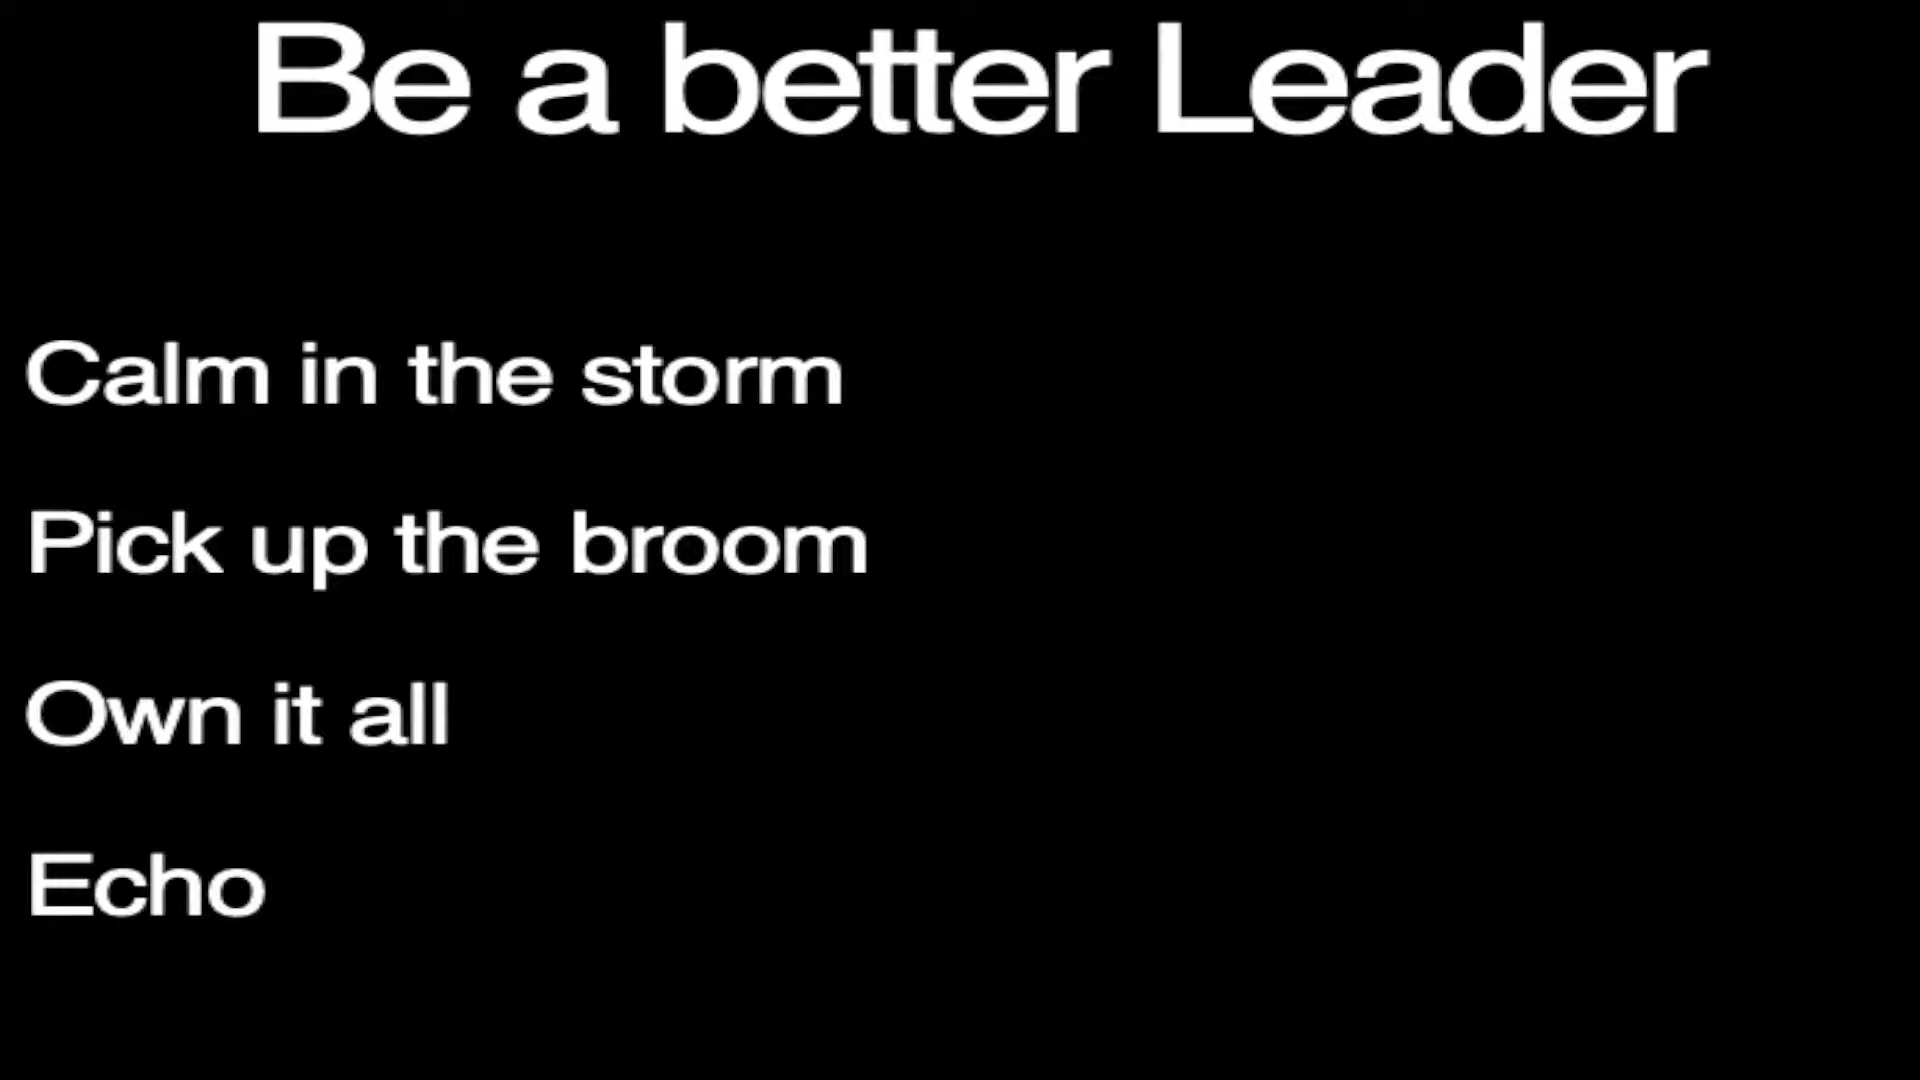 Be a better Leader
Calm in the storm
Pick up the broom
Own it all
Echo